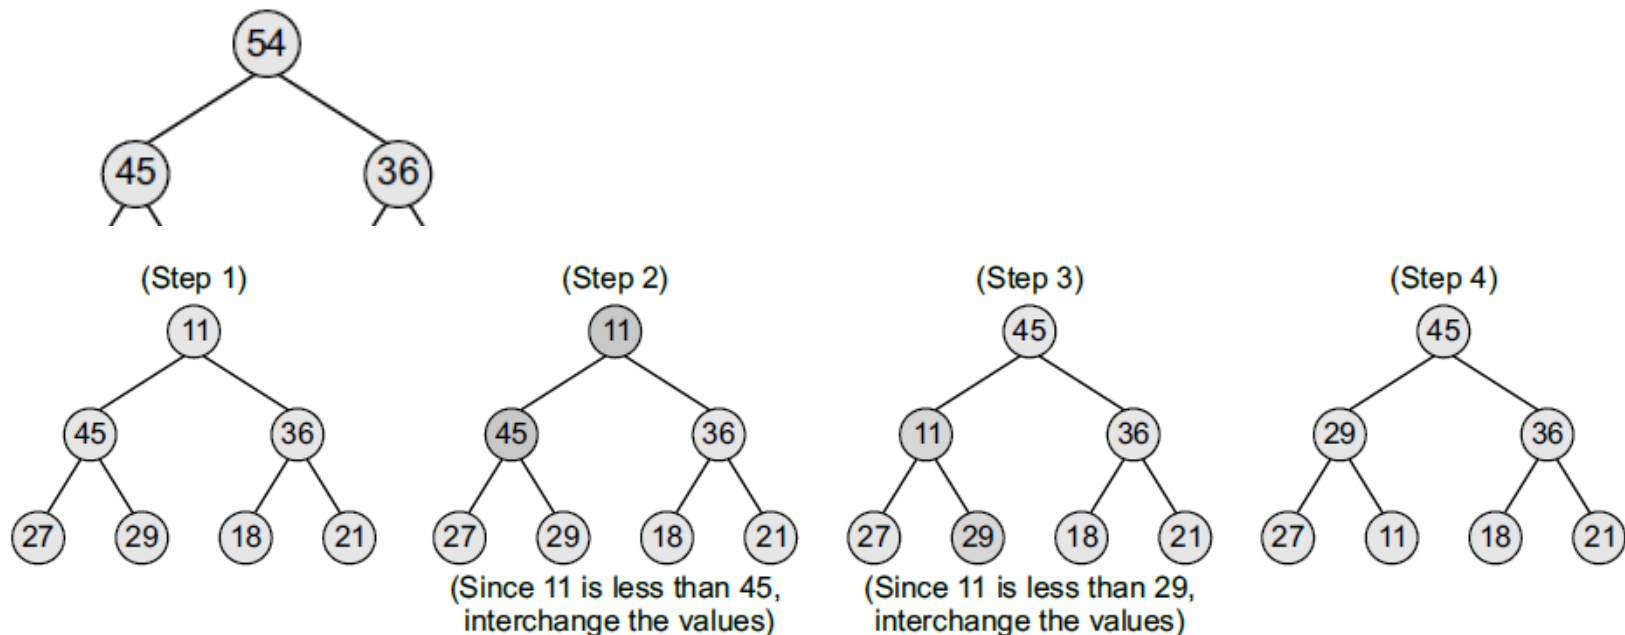 54
45 36
(Step 1) (Step 2) (Step 3) (Step 4)
11 11 45 45
45 36 45 36 11 36 29 36
27 29 18 21 27 29 18 21 27 29 18 21 27 11 18 21
(Since 11 is less than 45, (Since 11 is less than 29,
interchange the values) interchange the values)